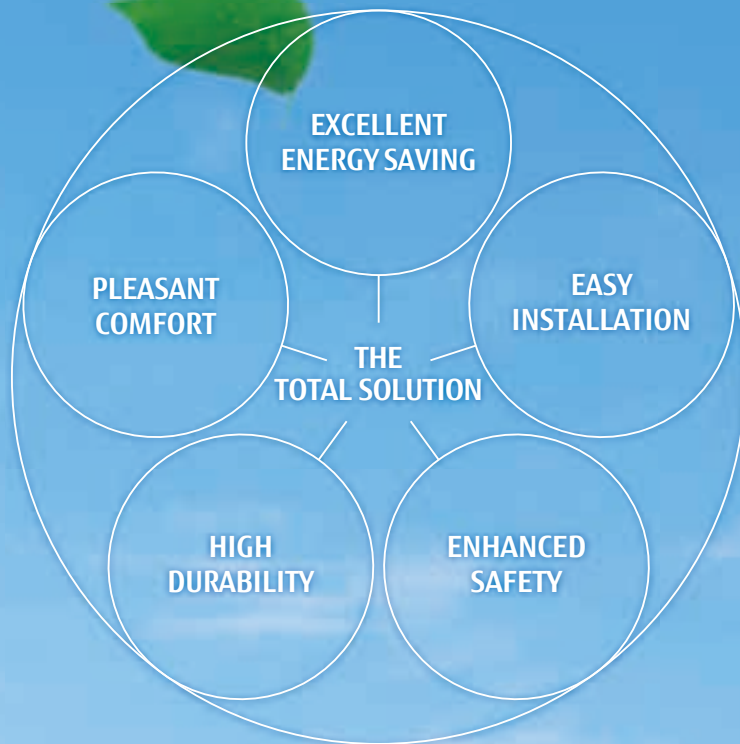 EXCELLENT
ENERGY SAVING
PLEASANT
COMFORT
EASY
INSTALLATION
THE
TOTAL SOLUTION
HIGH
DURABILITY
ENHANCED
SAFETY